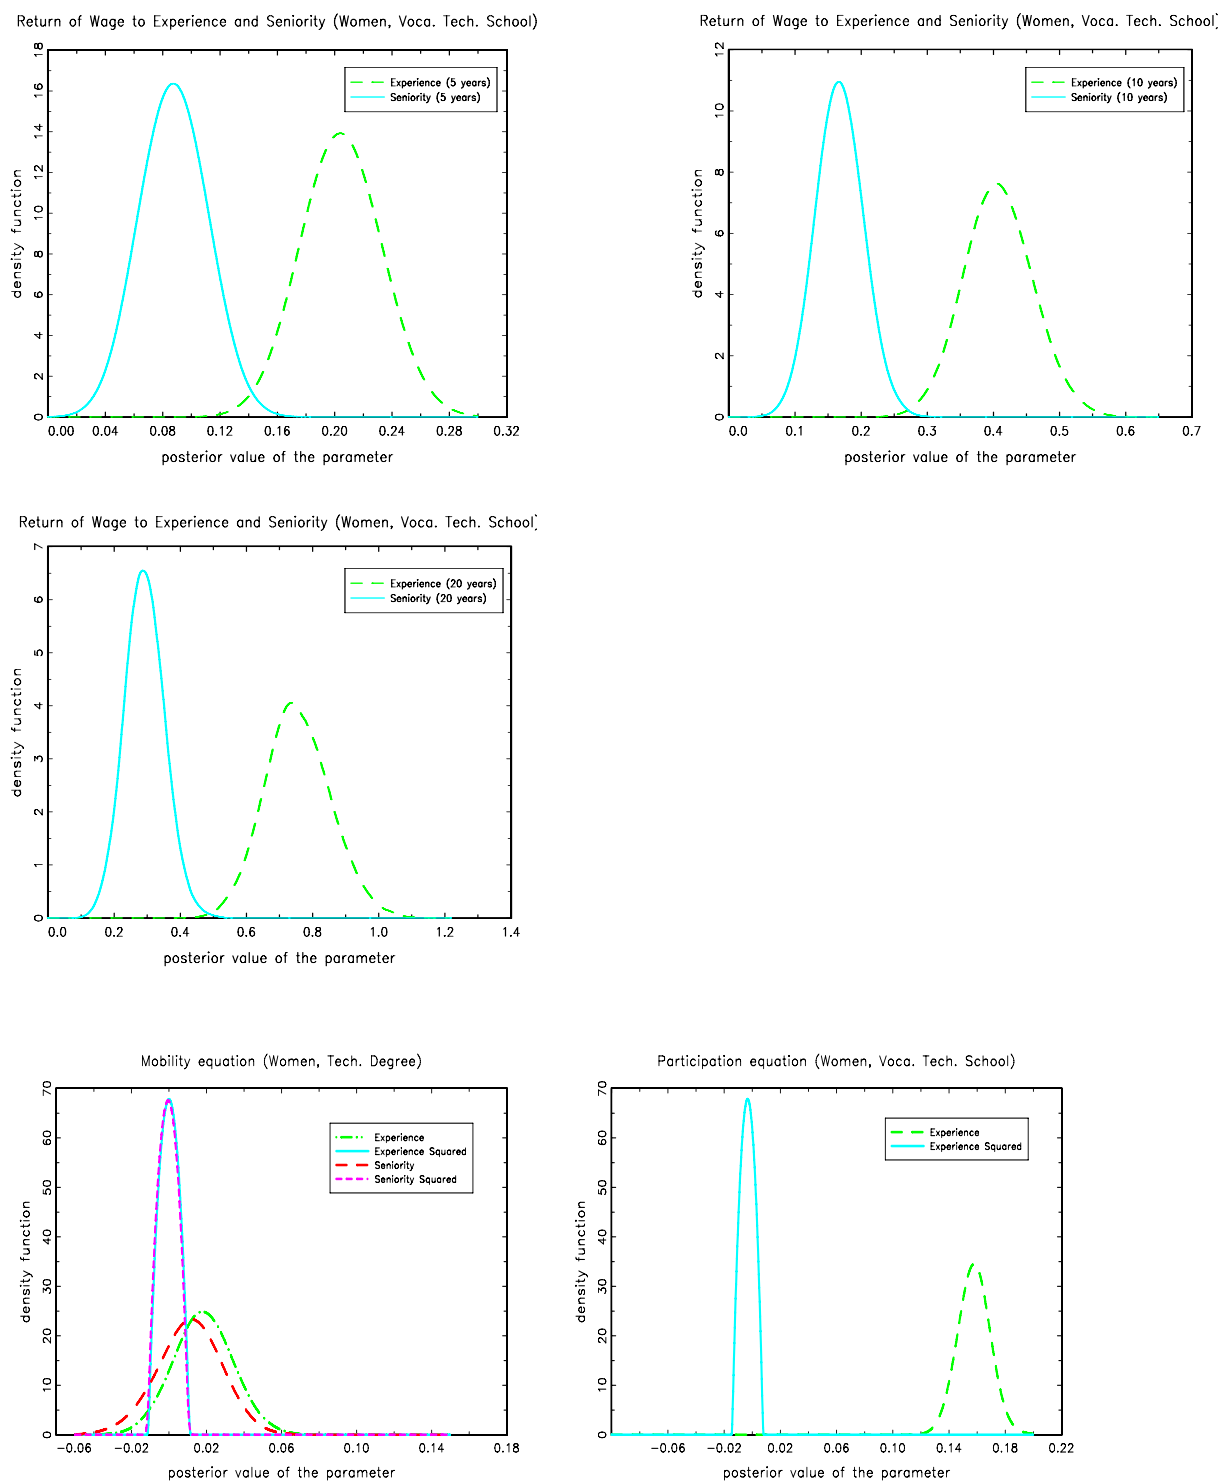 Return of Wage to Experience and Seniority (Women, Voca. Tech. School)
18
16
14
12
10
8
6
4
2
0
density function
Experience (5 years)
Seniority (5 years)
0.00 0.04 0.08 0.12 0.16 0.20 0.24 0.28 0.32
posterior value of the parameter
Return of Wage to Experience and Seniority (Women, Voca. Tech. School)
12
10
8
6
4
2
0
density function
Experience (10 years)
Seniority (10 years)
0.0 0.1 0.2 0.3 0.4 0.5 0.6 0.7
posterior value of the parameter
Return of Wage to Experience and Seniority (Women, Voca. Tech. School)
7
6
5
4
3
2
1
0
density function
Experience (20 years)
Seniority (20 years)
0.0 0.2 0.4 0.6 0.8 1.0 1.2 1.4
posterior value of the parameter
Mobility equation (Women, Tech. Degree)
70
60
50
40
30
20
10
0
density function
Experience
Experience Squared
Seniority
Seniority Squared
−0.06 −0.02 0.02 0.06 0.10 0.14 0.18
posterior value of the parameter
Participation equation (Women, Voca. Tech. School)
70
60
50
40
30
20
10
0
density function
Experience
Experience Squared
−0.06 −0.02 0.02 0.06 0.10 0.14 0.18 0.22
posterior value of the parameter